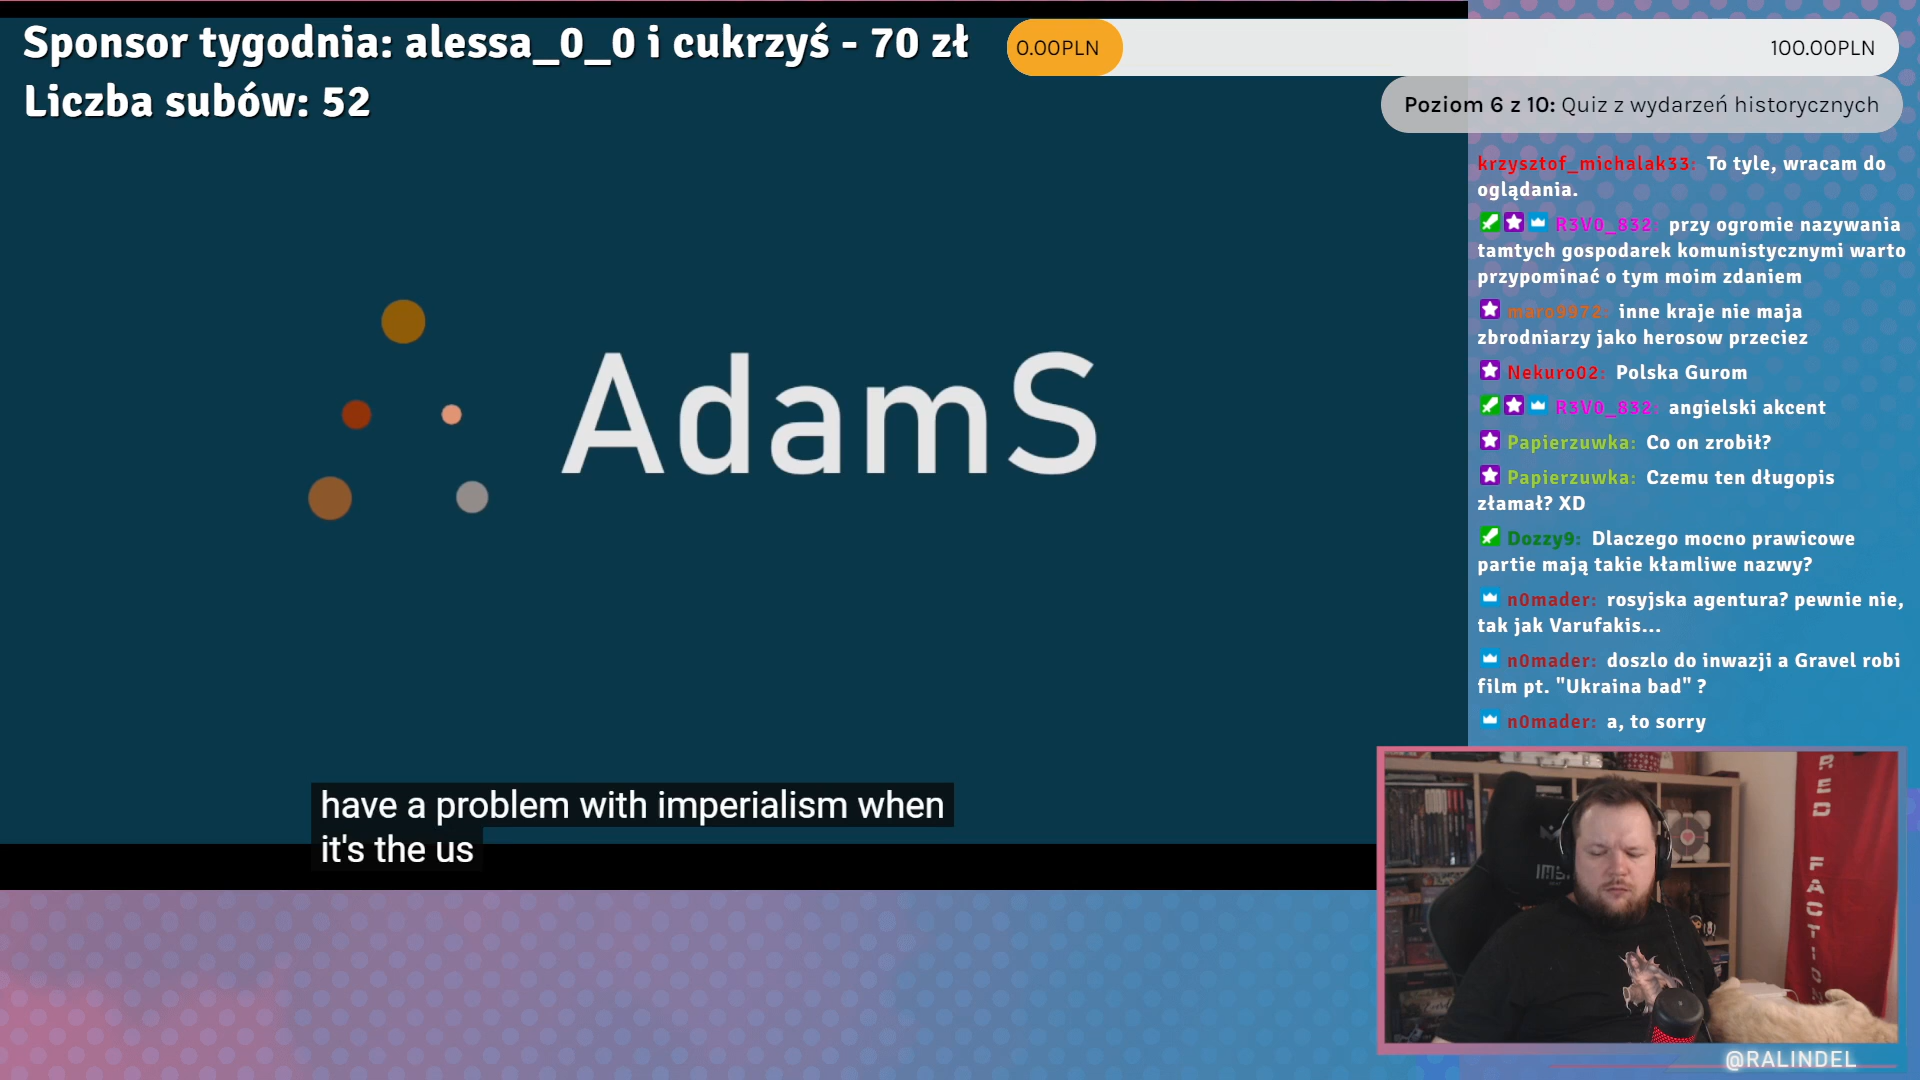 Sponsor tygodnia: alessa_0_0 i cukrzyś - 70 zł
Liczba subów: 52
0.00PLN
100.00PLN
Poziom 6 z 10: Quiz z wydarzeń historycznych
krzysztof_michalak33: To tyle, wracam do
oglądania.
R3V0_832: przy ogromie nazywania
tamtych gospodarek komunistycznymi warto
przypominać o tym moim zdaniem
maro9972: inne kraje nie maja
zbrodniarzy jako herosow przeciez
Nekuro02: Polska Gurom
R3V0_832: angielski akcent
Papierzuwka: Co on zrobił?
Papierzuwka: Czemu ten długopis
złamał? XD
Dozzy9: Dlaczego mocno prawicowe
partie mają takie kłamliwe nazwy?
n0mader: rosyjska agentura? pewnie nie,
tak jak Varufakis...
n0mader: doszlo do inwazji a Gravel robi
film pt. "Ukraina bad" ?
n0mader: a, to sorry
AdamS
have a problem with imperialism when
it's the us
RED FACTIO
@RALINDEL